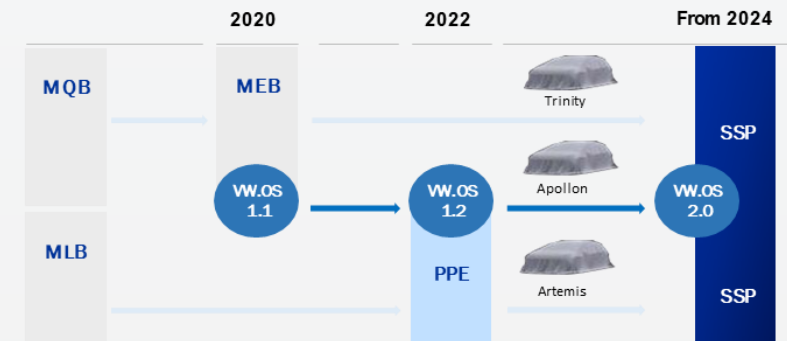 2020
2022
From 2024
MQB
MEB
Trinity
SSP
Apollon
VW.OS
1.1
VW.OS
1.2
VW.OS
2.0
MLB
PPE
Artemis
SSP